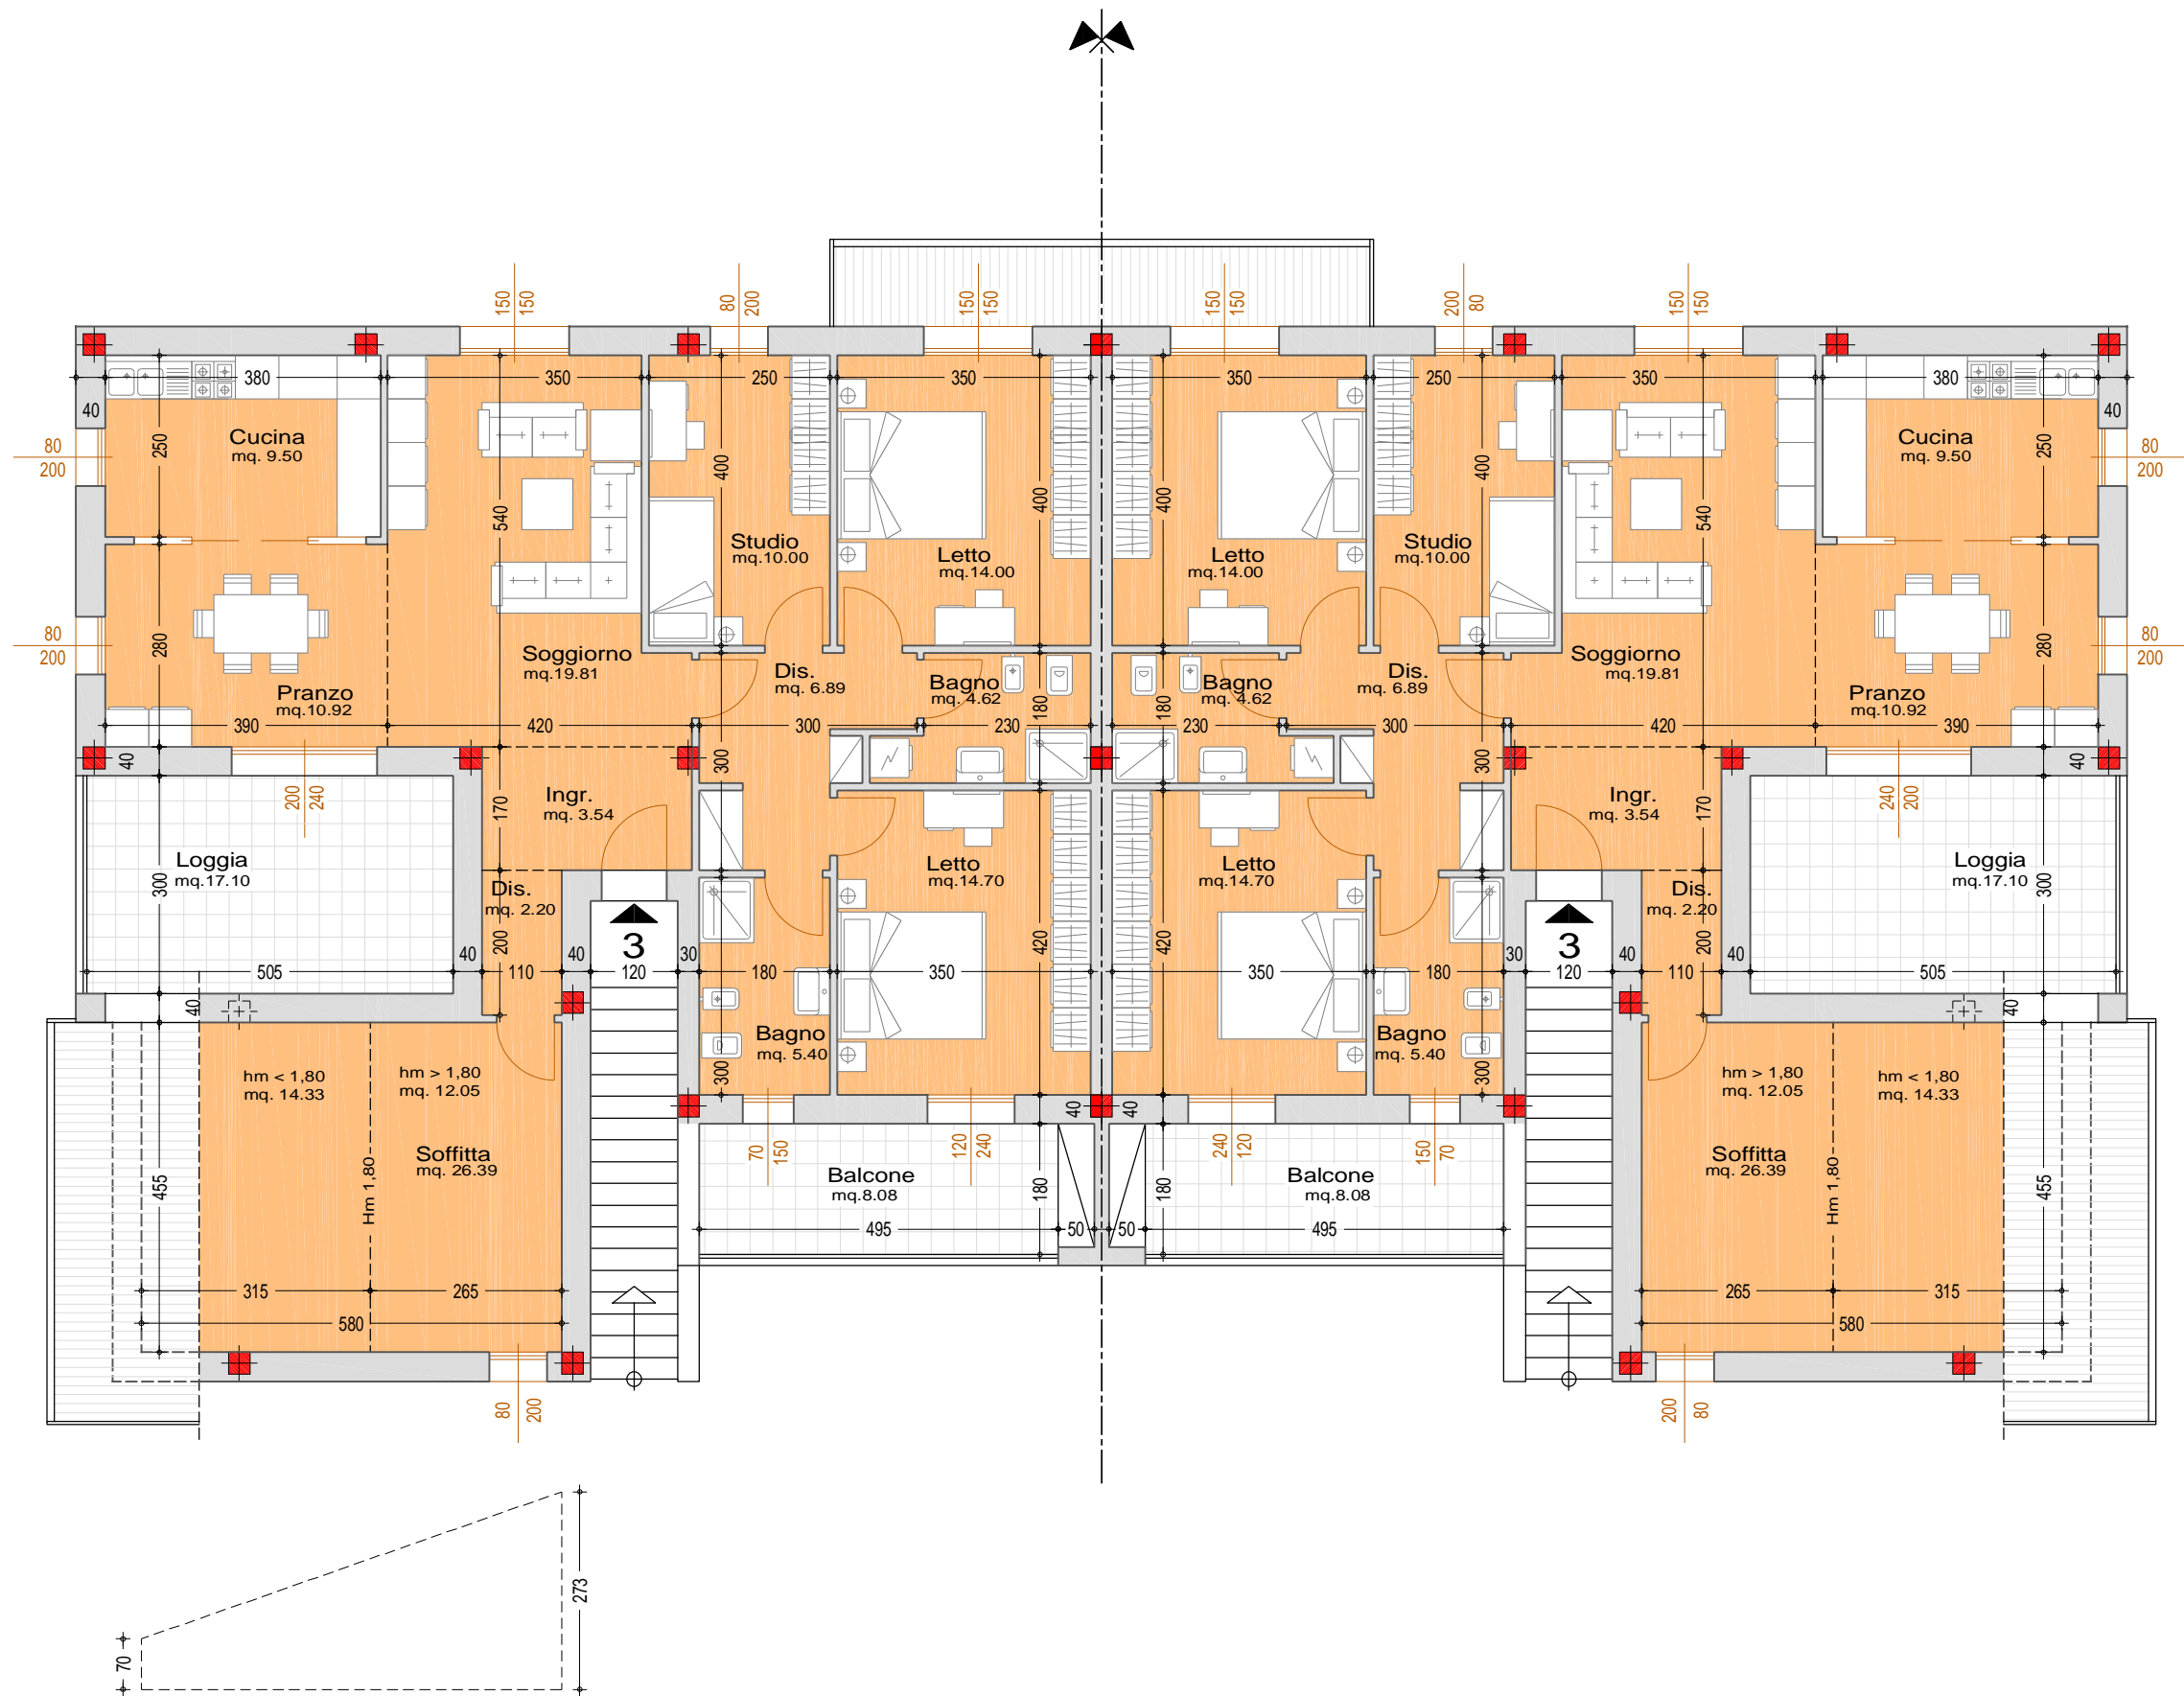 150
150
80
200
150
150
150
150
200
80
150
150
380
350
250
350
350
250
350
380
40
40
Cucina
mq. 9.50
250
80
200
400
400
400
400
Cucina
mq. 9.50
250
80
200
540
540
Studio
mq.10.00
Letto
mq.14.00
Letto
mq.14.00
Studio
mq.10.00
80
200
280
Soggiorno
mq.19.81
Dis.
mq. 6.89
Bagno
mq. 4.62
180
180
Bagno
mq. 4.62
Dis.
mq. 6.89
Soggiorno
mq.19.81
280
80
200
Pranzo
mq.10.92
Pranzo
mq.10.92
390
420
300
230
230
300
420
390
40
300
300
40
200
240
Ingr.
mq. 3.54
170
170
Ingr.
mq. 3.54
240
200
Loggia
mq.17.10
300
Dis.
mq. 2.20
200
Letto
mq.14.70
Letto
mq.14.70
Dis.
mq. 2.20
200
Loggia
mq.17.10
300
3
3
420
420
505
40
110
40
120
30
180
350
350
180
30
120
40
110
40
505
40
40
Bagno
mq. 5.40
300
Bagno
mq. 5.40
300
hm < 1,80
mq. 14.33
hm > 1,80
mq. 12.05
hm > 1,80
mq. 12.05
hm < 1,80
mq. 14.33
40
40
70
150
120
240
240
120
150
70
Soffitta
mq. 26.39
Hm 1,80
455
Balcone
mq.8.08
180
180
Balcone
mq.8.08
Soffitta
mq. 26.39
Hm 1,80
455
495
50
50
495
315
265
265
315
580
580
80
200
200
80
273
70